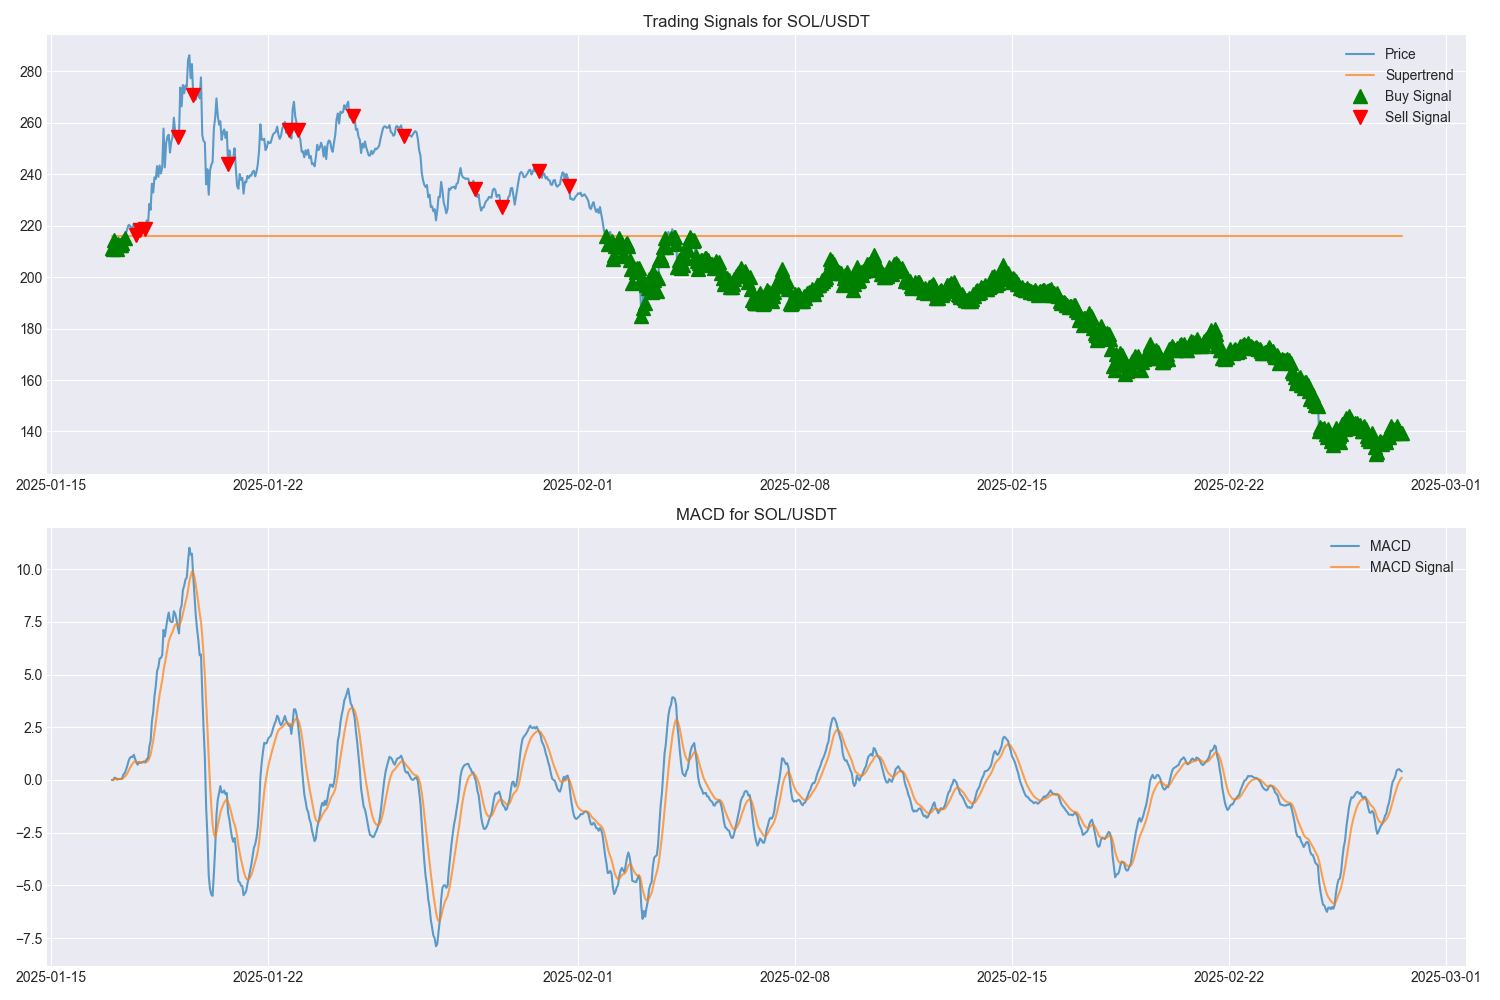 Trading Signals for SOL/USDT
280
260
240
220
200
180
160
140
Price
Supertrend
Buy Signal
Sell Signal
2025-01-15 2025-01-22 2025-02-01 2025-02-08 2025-02-15 2025-02-22 2025-03-01
MACD for SOL/USDT
10.0
7.5
5.0
2.5
0.0
−2.5
−5.0
−7.5
MACD
MACD Signal
2025-01-15 2025-01-22 2025-02-01 2025-02-08 2025-02-15 2025-02-22 2025-03-01